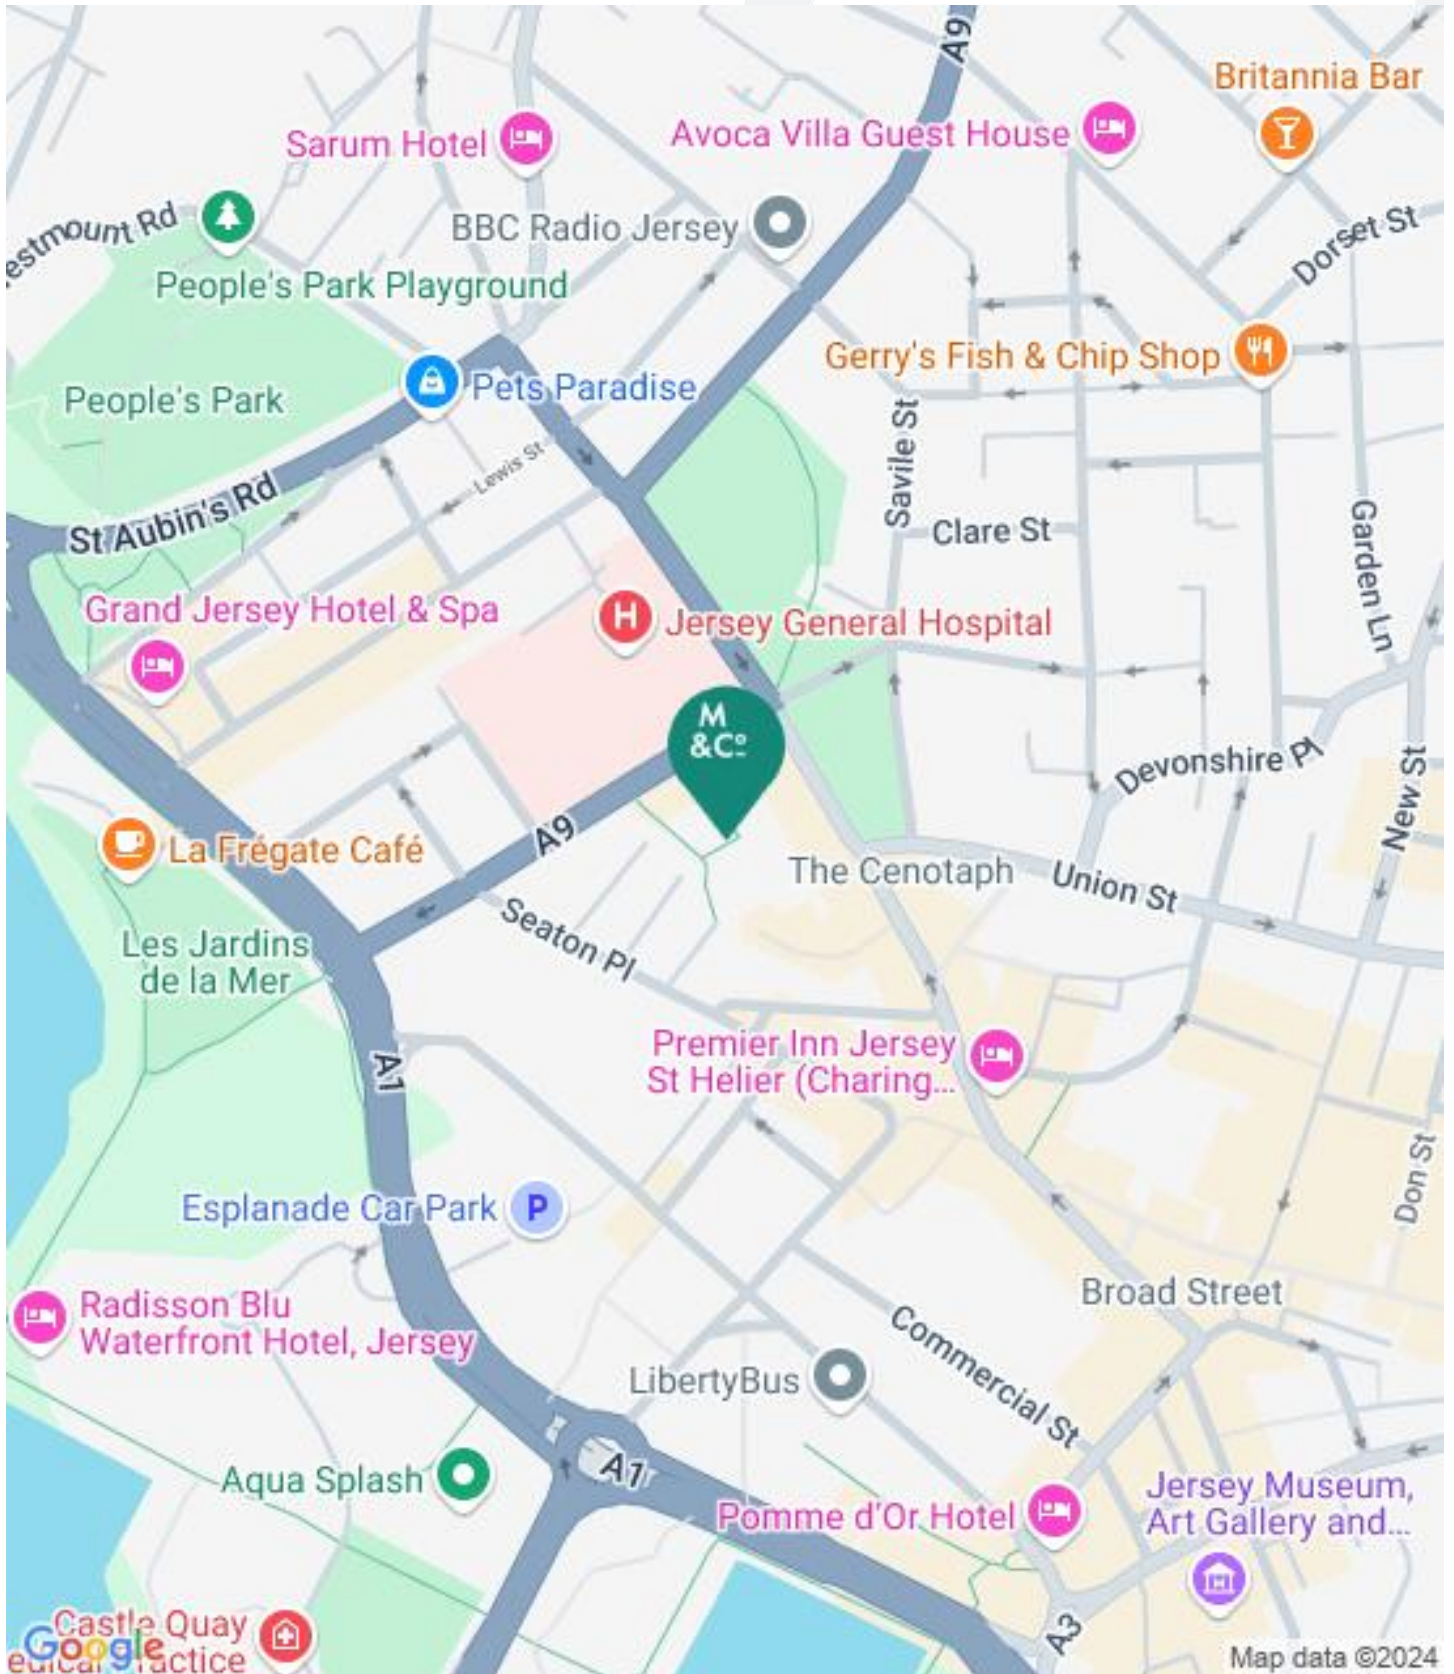 A9
Britannia Bar
Sarum Hotel
Avoca Villa Guest House
estmount Rd
BBC Radio Jersey
Dorset St
People's Park Playground
Gerry's Fish & Chip Shop
People's Park
Pets Paradise
Lewis St
Savile St
St Aubin's Rd
Clare St
Garden Ln
Grand Jersey Hotel & Spa
H
Jersey General Hospital
M
&Cº
Devonshire Pl
New St
La Frégate Café
A9
The Cenotaph
Union St
Seaton Pl
Les Jardins
de la Mer
A1
Premier Inn Jersey
St Helier (Charing...
Don St
Esplanade Car Park
P
Broad Street
Radisson Blu
Waterfront Hotel, Jersey
Commercial St
LibertyBus
Aqua Splash
A1
Pomme d'Or Hotel
Jersey Museum,
Art Gallery and...
Castle Quay
Google
A3
Map data ©2024